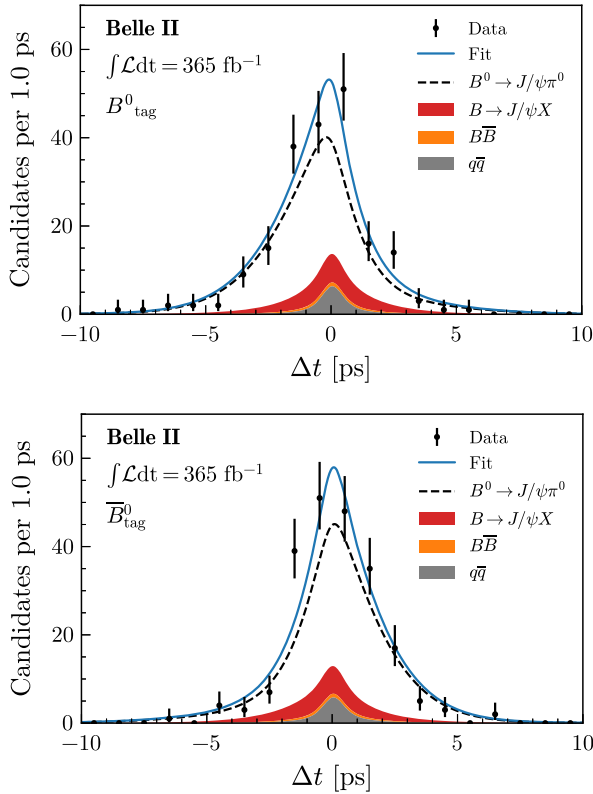 Candidates per 1.0 ps
60
40
20
0
Belle II
∫ℒdt = 365 fb⁻¹
B⁰tag
Data
Fit
B⁰ → J/ψπ⁰
B → J/ψX
BB̅
qq̅
−10
−5
0
5
10
Δt [ps]
Candidates per 1.0 ps
60
40
20
0
Belle II
∫ℒdt = 365 fb⁻¹
B̅⁰tag
Data
Fit
B⁰ → J/ψπ⁰
B → J/ψX
BB̅
qq̅
−10
−5
0
5
10
Δt [ps]